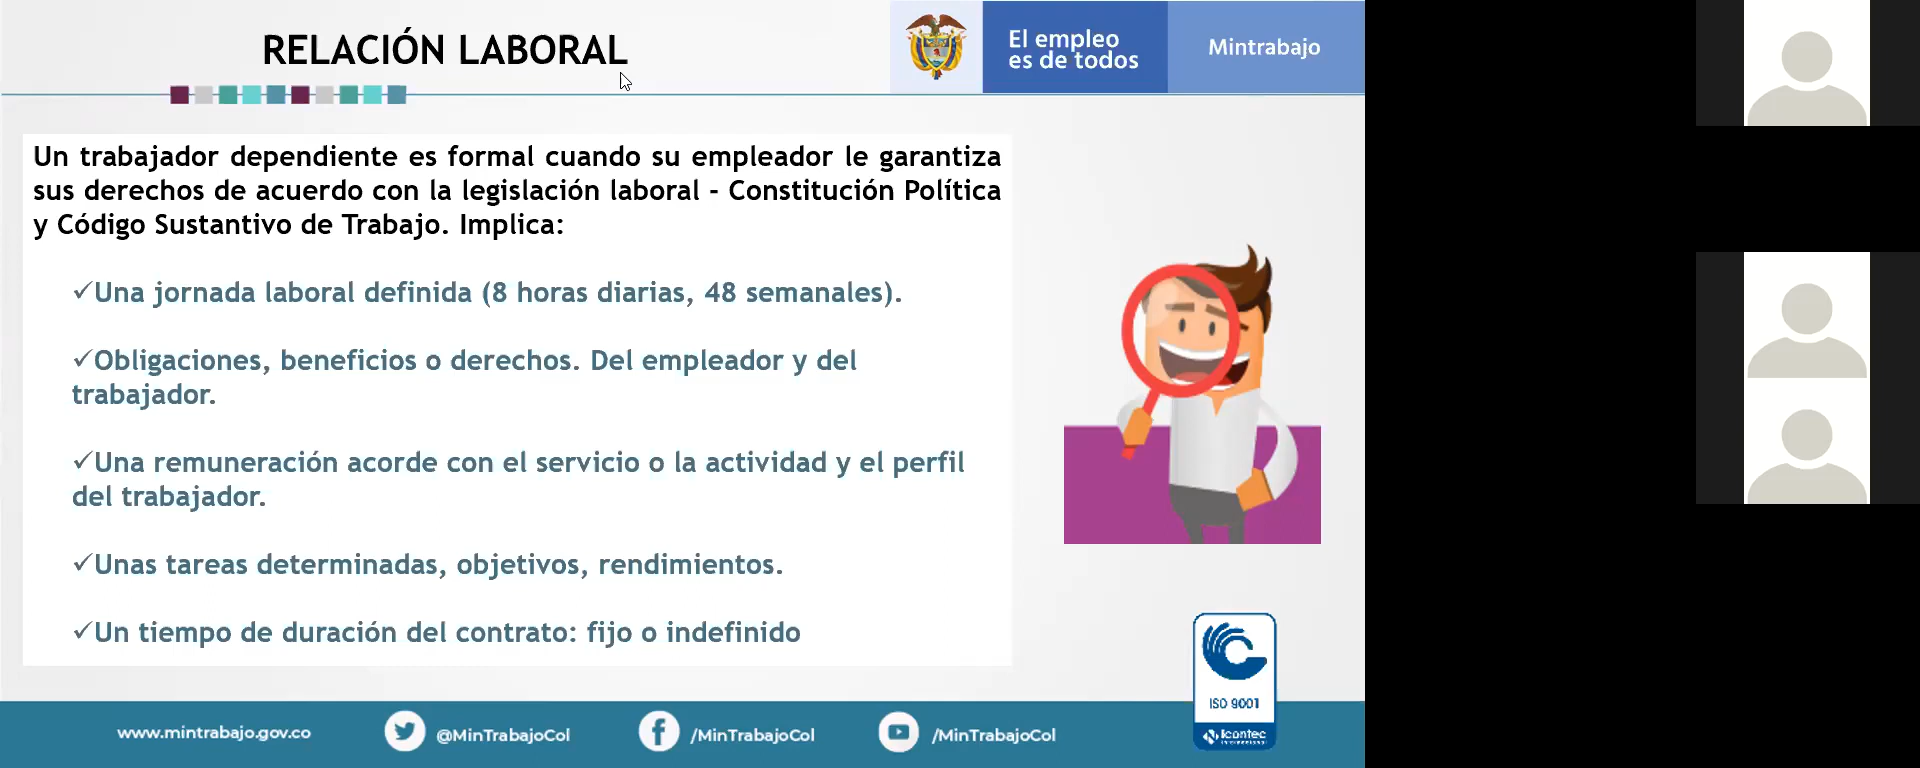 RELACIÓN LABORAL
El empleo
es de todos
Mintrabajo
Un trabajador dependiente es formal cuando su empleador le garantiza
sus derechos de acuerdo con la legislación laboral - Constitución Política
y Código Sustantivo de Trabajo. Implica:
✓Una jornada laboral definida (8 horas diarias, 48 semanales).
✓Obligaciones, beneficios o derechos. Del empleador y del
trabajador.
✓Una remuneración acorde con el servicio o la actividad y el perfil
del trabajador.
✓Unas tareas determinadas, objetivos, rendimientos.
✓Un tiempo de duración del contrato: fijo o indefinido
ISO 9001
icontec
www.mintrabajo.gov.co
@MinTrabajoCol
/MinTrabajoCol
/MinTrabajoCol